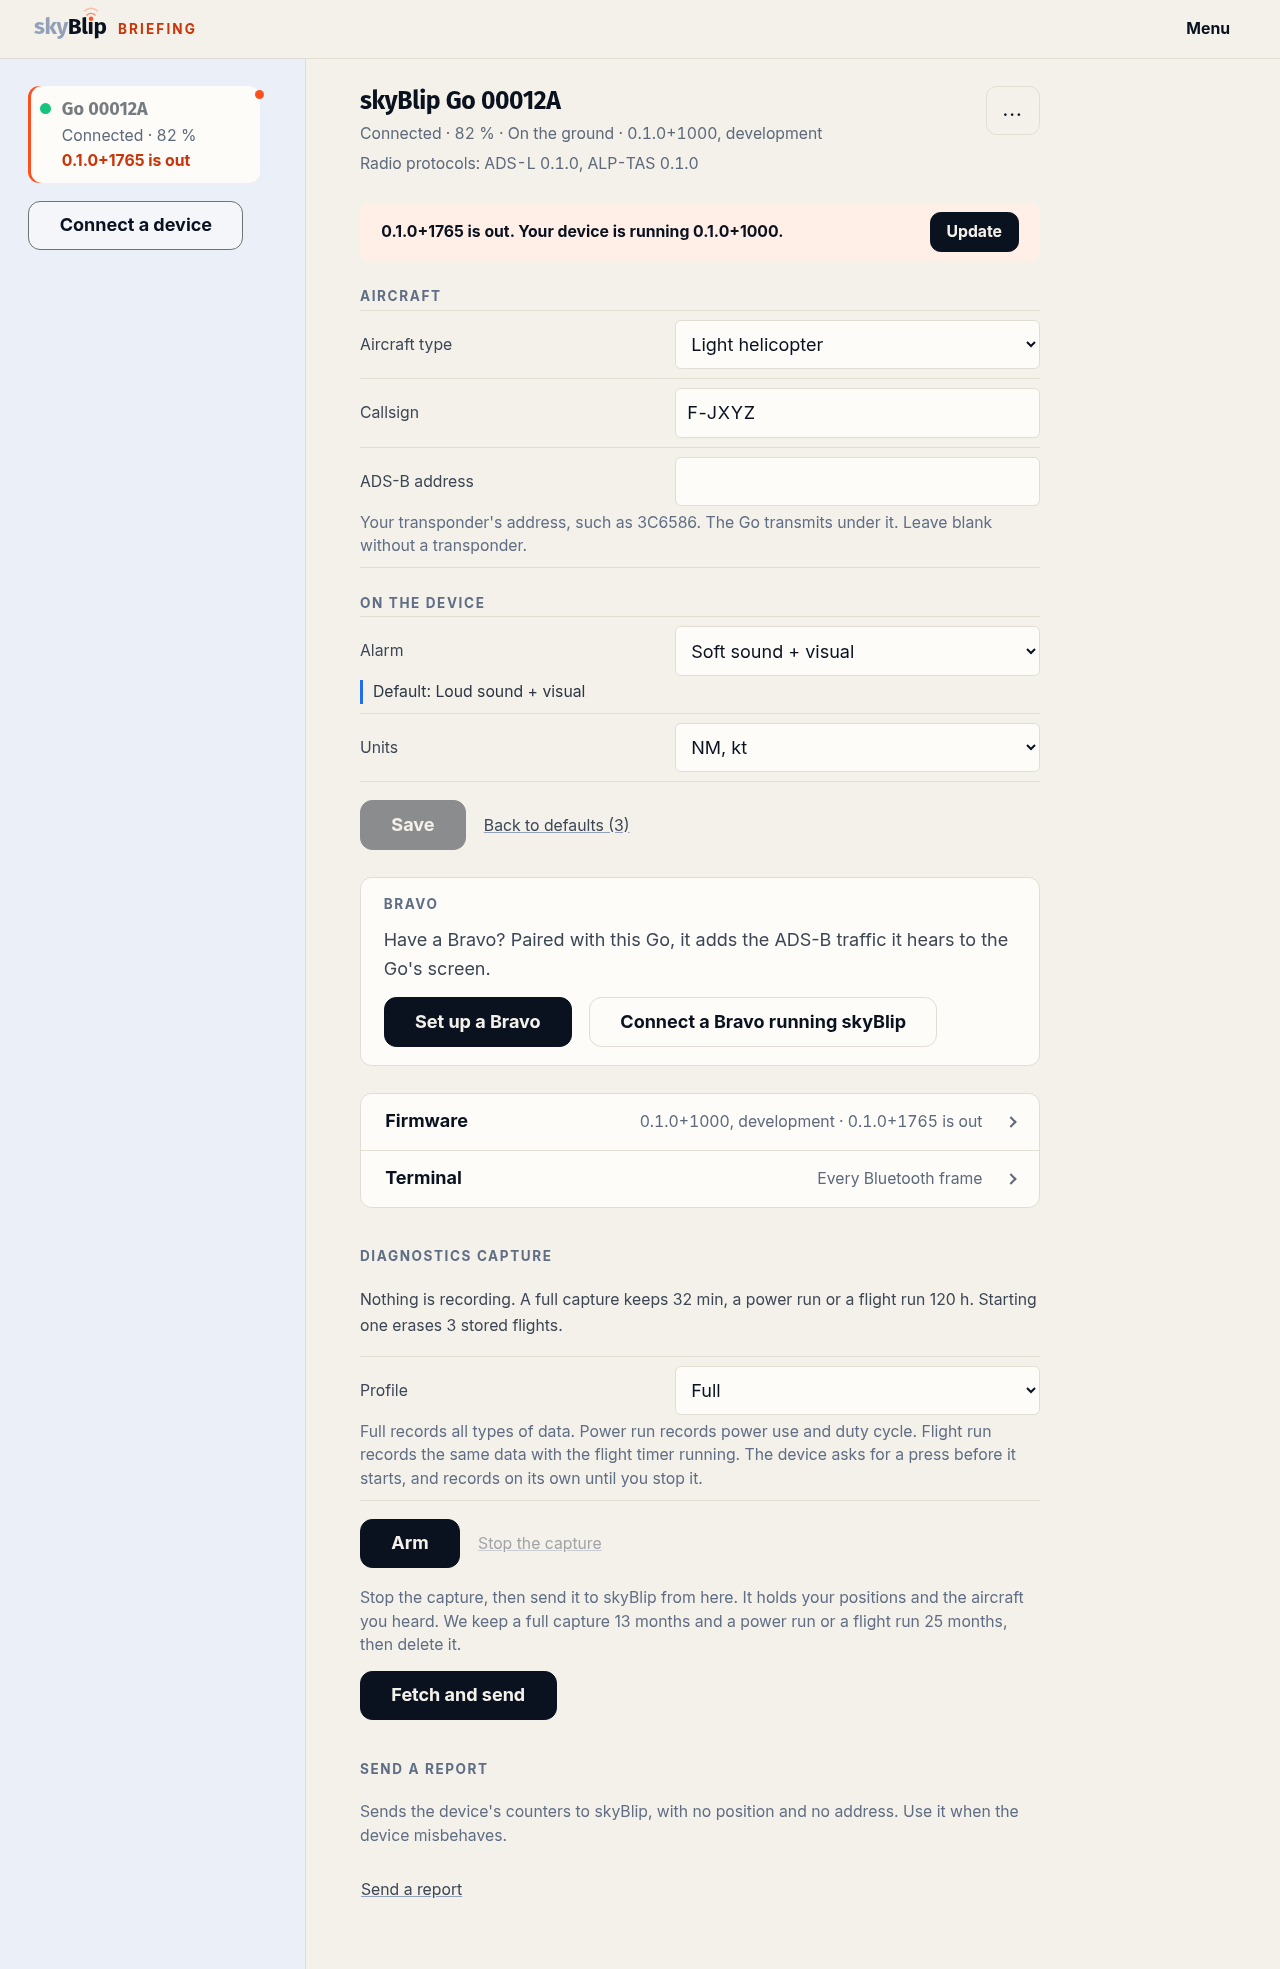 skyBlip BRIEFING
Menu
Go 00012A
Connected · 82 %
0.1.0+1765 is out
Connect a device
skyBlip Go 00012A
...
Connected · 82 % · On the ground · 0.1.0+1000, development
Radio protocols: ADS-L 0.1.0, ALP-TAS 0.1.0
0.1.0+1765 is out. Your device is running 0.1.0+1000.
Update
AIRCRAFT
Aircraft type
Light helicopter
Callsign
F-JXYZ
ADS-B address
Your transponder's address, such as 3C6586. The Go transmits under it. Leave blank
without a transponder.
ON THE DEVICE
Alarm
Soft sound + visual
Default: Loud sound + visual
Units
NM, kt
Save
Back to defaults (3)
BRAVO
Have a Bravo? Paired with this Go, it adds the ADS-B traffic it hears to the
Go's screen.
Set up a Bravo
Connect a Bravo running skyBlip
Firmware
0.1.0+1000, development · 0.1.0+1765 is out
Terminal
Every Bluetooth frame
DIAGNOSTICS CAPTURE
Nothing is recording. A full capture keeps 32 min, a power run or a flight run 120 h. Starting
one erases 3 stored flights.
Profile
Full
Full records all types of data. Power run records power use and duty cycle. Flight run
records the same data with the flight timer running. The device asks for a press before it
starts, and records on its own until you stop it.
Arm
Stop the capture
Stop the capture, then send it to skyBlip from here. It holds your positions and the aircraft
you heard. We keep a full capture 13 months and a power run or a flight run 25 months,
then delete it.
Fetch and send
SEND A REPORT
Sends the device's counters to skyBlip, with no position and no address. Use it when the
device misbehaves.
Send a report